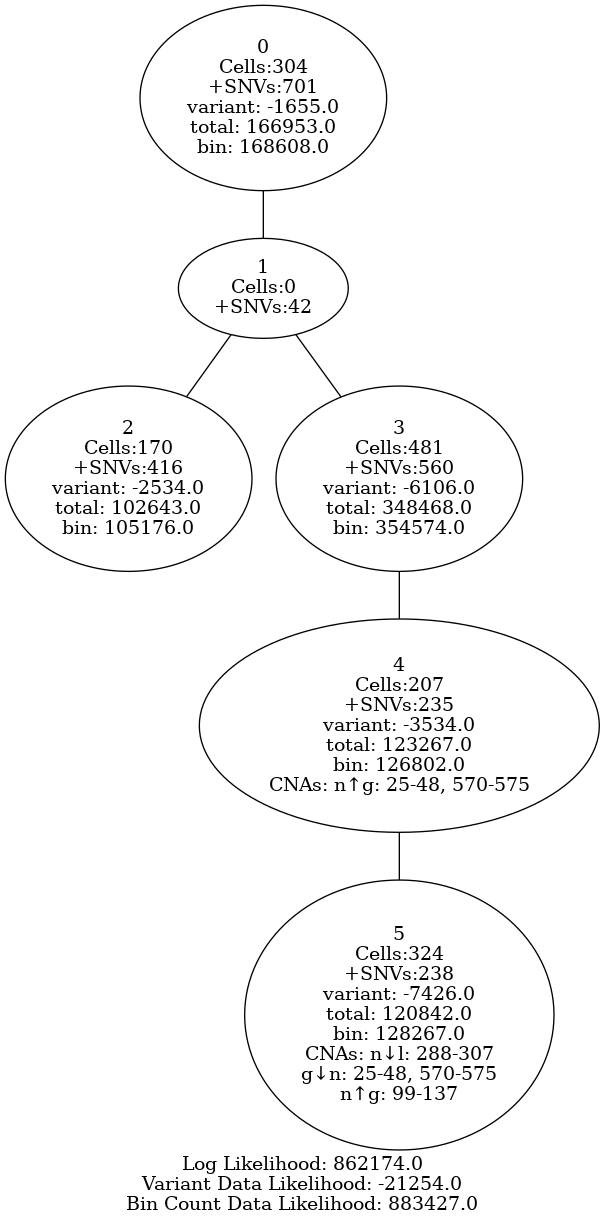 0
Cells:304
+SNVs:701
variant: -1655.0
total: 166953.0
bin: 168608.0
1
Cells:0
+SNVs:42
2
Cells:170
+SNVs:416
variant: -2534.0
total: 102643.0
bin: 105176.0
3
Cells:481
+SNVs:560
variant: -6106.0
total: 348468.0
bin: 354574.0
4
Cells:207
+SNVs:235
variant: -3534.0
total: 123267.0
bin: 126802.0
CNAs: n↑g: 25-48, 570-575
5
Cells:324
+SNVs:238
variant: -7426.0
total: 120842.0
bin: 128267.0
CNAs: n↓l: 288-307
g↓n: 25-48, 570-575
n↑g: 99-137
Log Likelihood: 862174.0
Variant Data Likelihood: -21254.0
Bin Count Data Likelihood: 883427.0